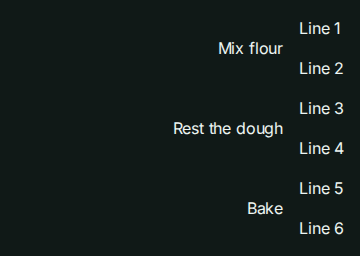 Mix flour
Line 1
Line 2
Rest the dough
Line 3
Line 4
Bake
Line 5
Line 6